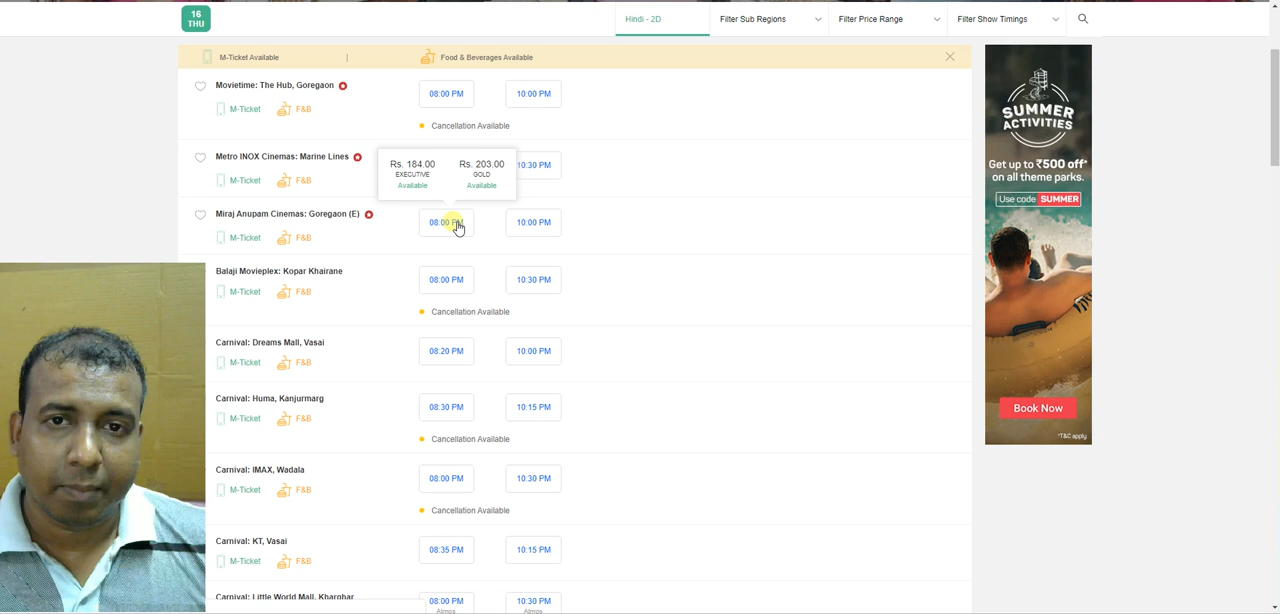 16
THU
Hindi - 2D
Filter Sub Regions
Filter Price Range
Filter Show Timings
M-Ticket Available
|
Food & Beverages Available
Movietime: The Hub, Goregaon
08:00 PM
10:00 PM
M-Ticket
F&B
Cancellation Available
Metro INOX Cinemas: Marine Lines
10:30 PM
M-Ticket
F&B
Rs. 184.00
Rs. 203.00
EXECUTIVE
GOLD
Available
Available
Miraj Anupam Cinemas: Goregaon (E)
08:00 PM
10:00 PM
M-Ticket
F&B
Balaji Movieplex: Kopar Khairane
08:00 PM
10:30 PM
M-Ticket
F&B
Cancellation Available
Carnival: Dreams Mall, Vasai
08:20 PM
10:00 PM
M-Ticket
F&B
Carnival: Huma, Kanjurmarg
08:30 PM
10:15 PM
M-Ticket
F&B
Cancellation Available
Carnival: IMAX, Wadala
08:00 PM
10:30 PM
M-Ticket
F&B
Cancellation Available
Carnival: KT, Vasai
08:35 PM
10:15 PM
M-Ticket
F&B
Carnival: Little World Mall, Kharghar
08:00 PM
Atmos
10:30 PM
Atmos
SUMMER
ACTIVITIES
Get up to ₹500 off*
on all theme parks.
Use code SUMMER
Book Now
*T&C apply